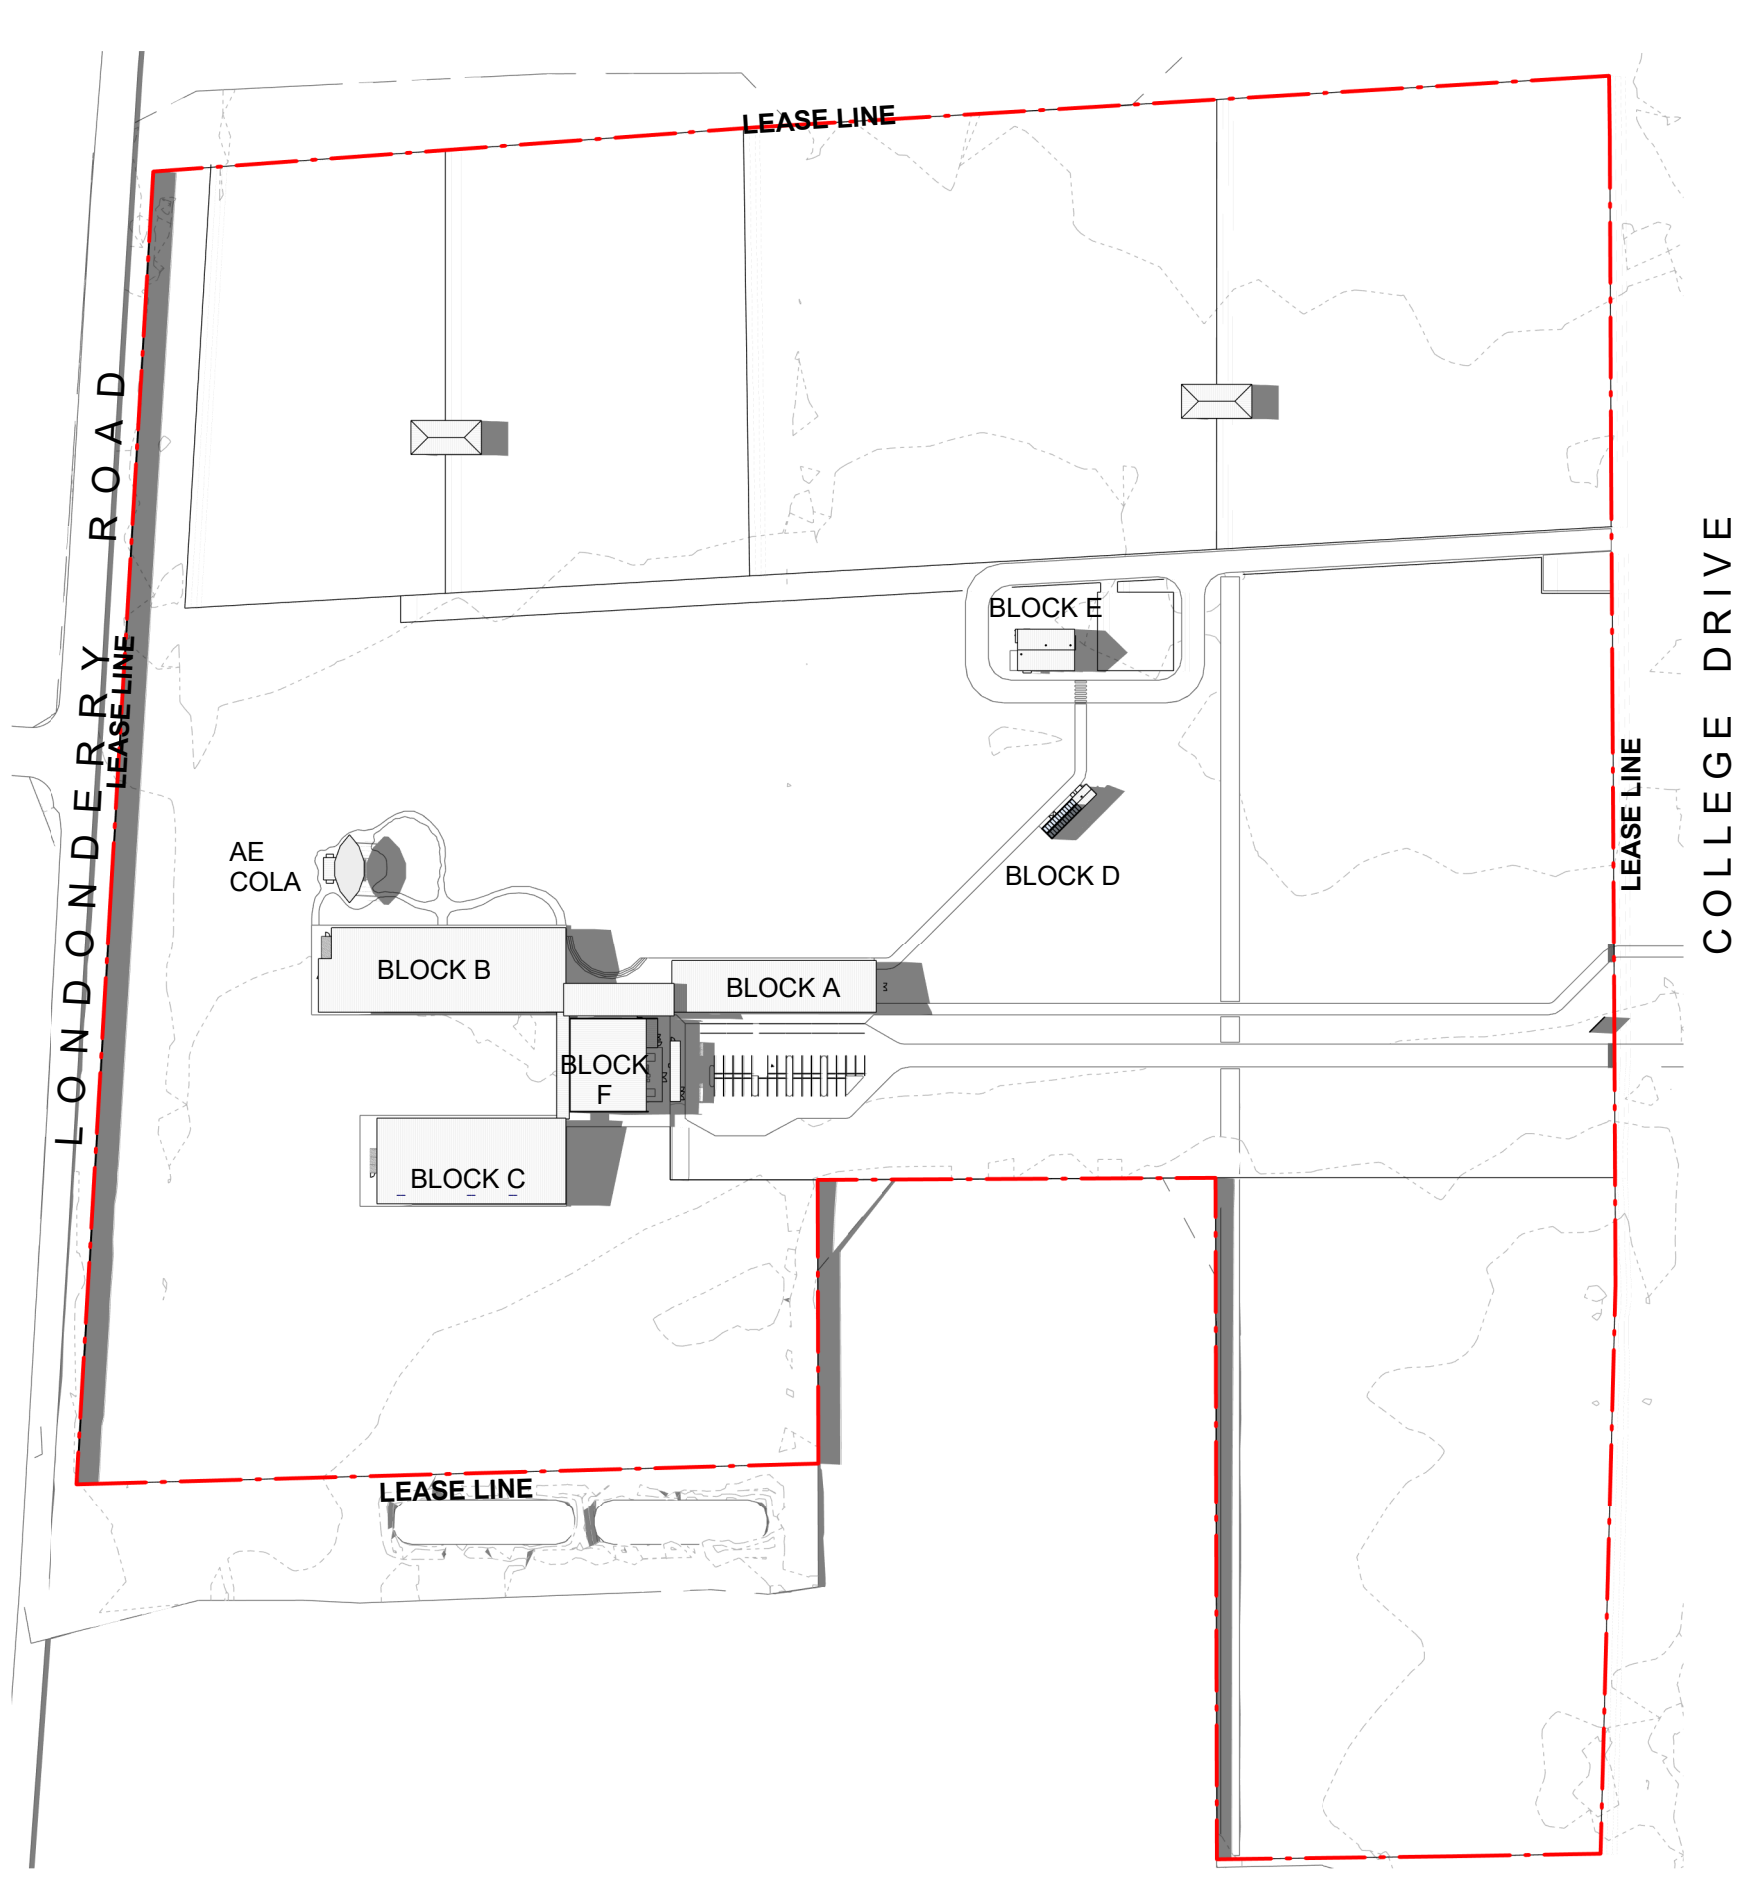 LEASE LINE
LONDONDERRY ROAD
LEASE LINE
BLOCK E
COLLEGE DRIVE
LEASE LINE
AE
COLA
BLOCK D
BLOCK B
BLOCK A
BLOCK
F
BLOCK C
LEASE LINE